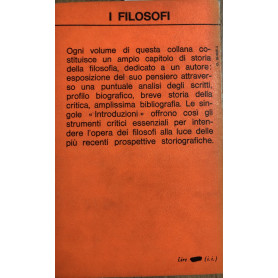 I FILOSOFI
Ogni volume di questa collana co-
stituisce un ampio capitolo di storia
della filosofia, dedicato a un autore:
esposizione del suo pensiero attraver-
so una puntuale analisi degli scritti,
profilo biografico, breve storia della
critica, amplissima bibliografia. Le sin-
gole «Introduzioni» offrono così gli
strumenti critici essenziali per inten-
dere l'opera dei filosofi alla luce delle
più recenti prospettive storiografiche.
Lire (i.i.)